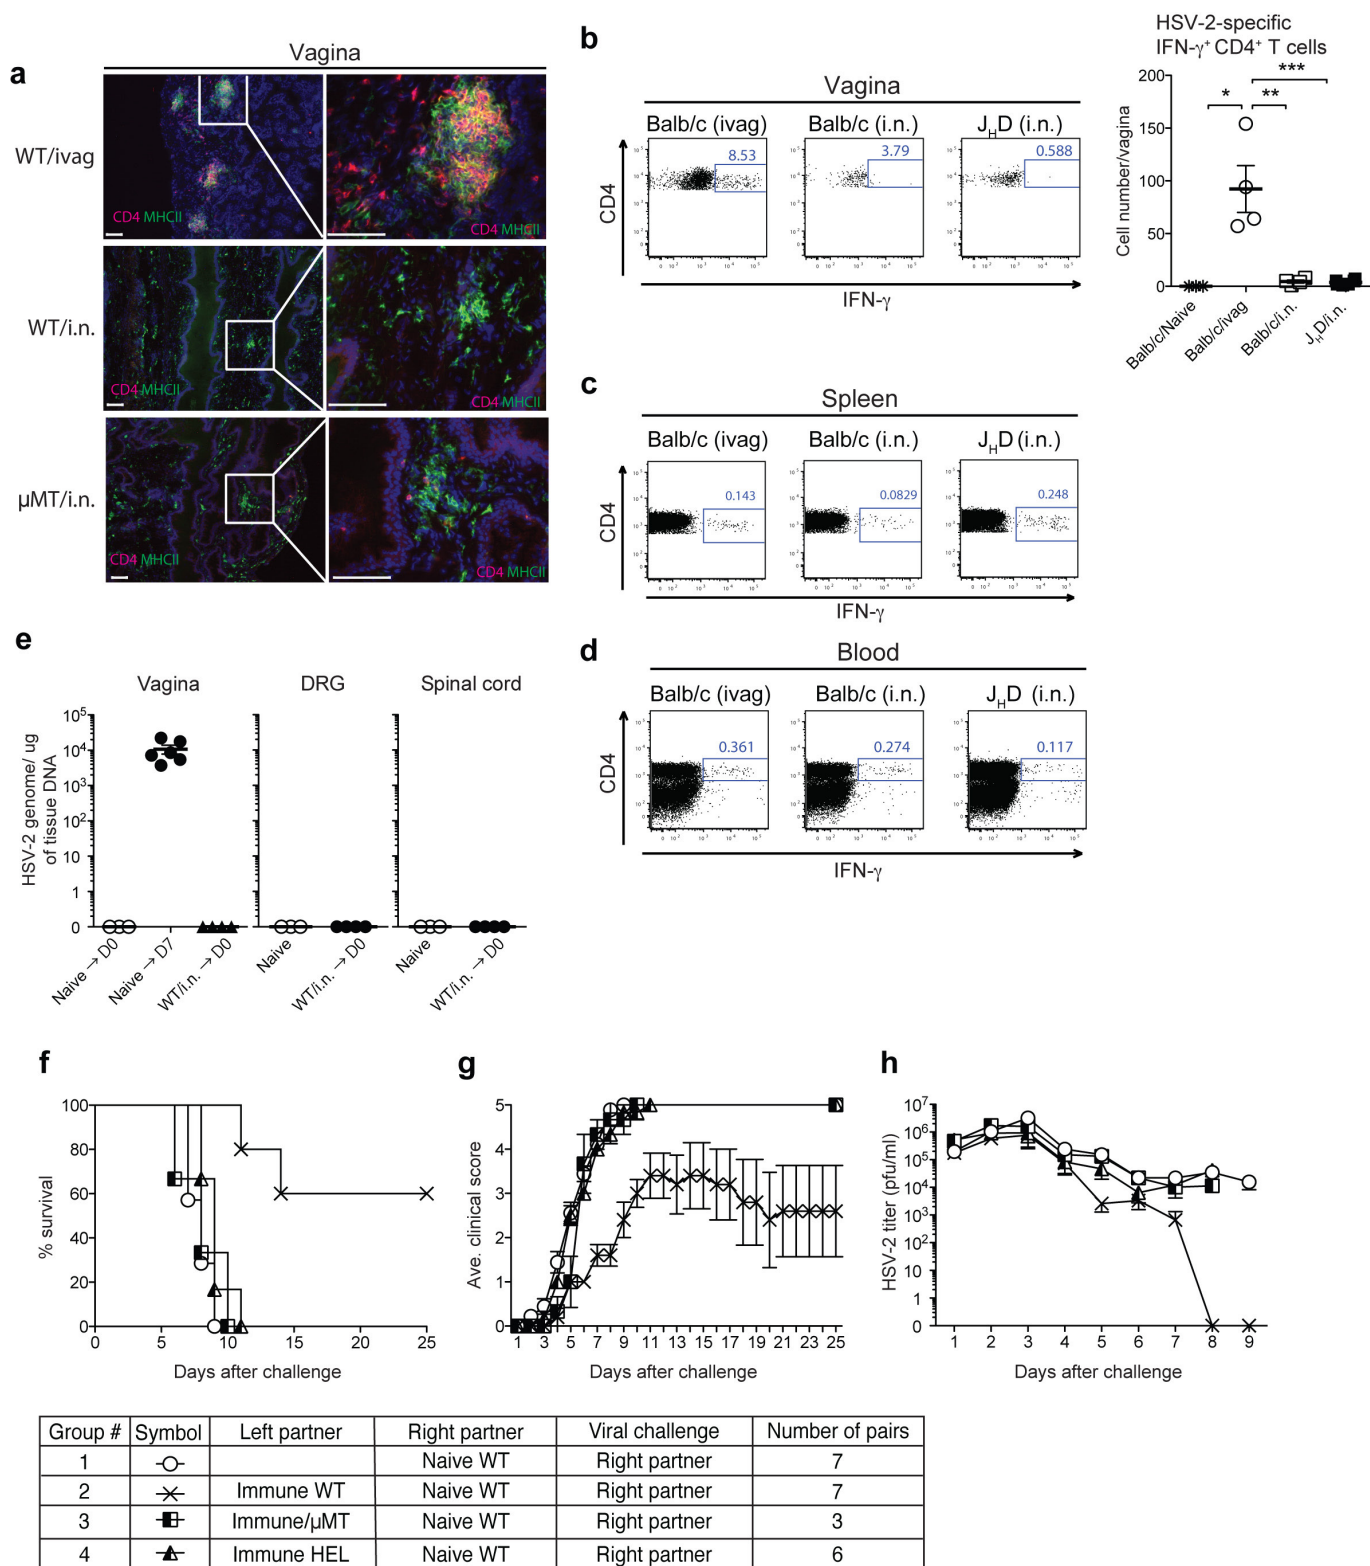 a
Vagina
WT/ivag
CD4 MHCII
CD4 MHCII
WT/i.n.
CD4 MHCII
CD4 MHCII
µMT/i.n.
CD4 MHCII
CD4 MHCII
b
Vagina
Balb/c (ivag)
Balb/c (i.n.)
JHD (i.n.)
8.53
3.79
0.588
CD4
IFN-γ
HSV-2-specific
IFN-γ+ CD4+ T cells
***
* **
200
150
100
50
0
Cell number/vagina
Balb/c/Naive
Balb/c/ivag
Balb/c/i.n.
JHD/i.n.
c
Spleen
Balb/c (ivag)
Balb/c (i.n.)
JHD (i.n.)
0.143
0.0829
0.248
CD4
IFN-γ
d
Blood
Balb/c (ivag)
Balb/c (i.n.)
JHD (i.n.)
0.361
0.274
0.117
CD4
IFN-γ
e
Vagina
DRG
Spinal cord
HSV-2 genome/ ug
of tissue DNA
10^5
10^4
10^3
10^2
10
1
0
Naive → D0
Naive → D7
WT/i.n. → D0
Naive
WT/i.n. → D0
Naive
WT/i.n. → D0
f
% survival
100
80
60
40
20
0
0 5 10 15 20 25
Days after challenge
g
Ave. clinical score
5
4
3
2
1
0
1 3 5 7 9 11 13 15 17 19 21 23 25
Days after challenge
h
HSV-2 titer (pfu/ml)
10^7
10^6
10^5
10^4
10^3
10^2
10
1
0
1 2 3 4 5 6 7 8 9
Days after challenge
Group # Symbol Left partner Right partner Viral challenge Number of pairs
1 Naive WT Right partner 7
2 Immune WT Naive WT Right partner 7
3 Immune/µMT Naive WT Right partner 3
4 Immune HEL Naive WT Right partner 6